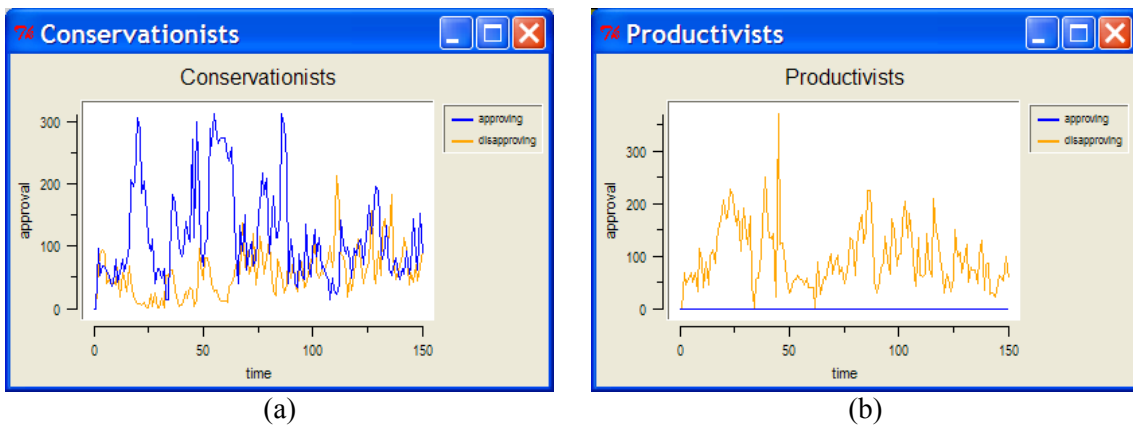 Conservationists
Conservationists
approving
disapproving
approval
300
200
100
0
0
50
100
150
time
(a)
Productivists
Productivists
approving
disapproving
approval
300
200
100
0
0
50
100
150
time
(b)